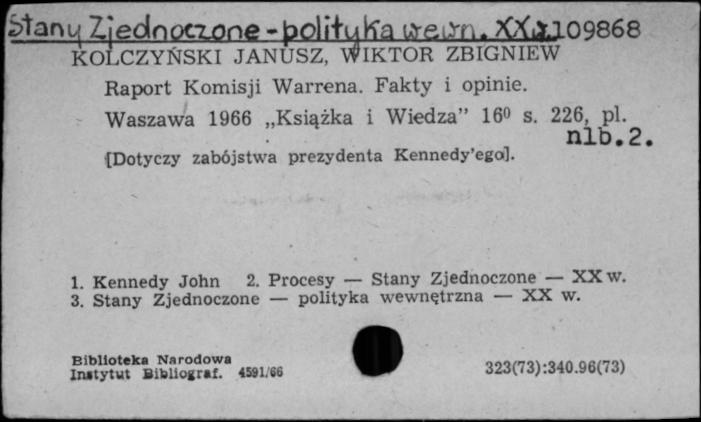 Stany Zjednoczone - polityka wewn. XX w. 109868
KOLCZYŃSKI JANUSZ, WIKTOR ZBIGNIEW
Raport Komisji Warrena. Fakty i opinie.
Waszawa 1966 „Książka i Wiedza” 16⁰ s. 226, pl.
nlb.2.
[Dotyczy zabójstwa prezydenta Kennedy'ego].
1. Kennedy John 2. Procesy — Stany Zjednoczone — XX w.
3. Stany Zjednoczone — polityka wewnętrzna — XX w.
Biblioteka Narodowa
Instytut Bibliograf. 4591/66
323(73):340.96(73)